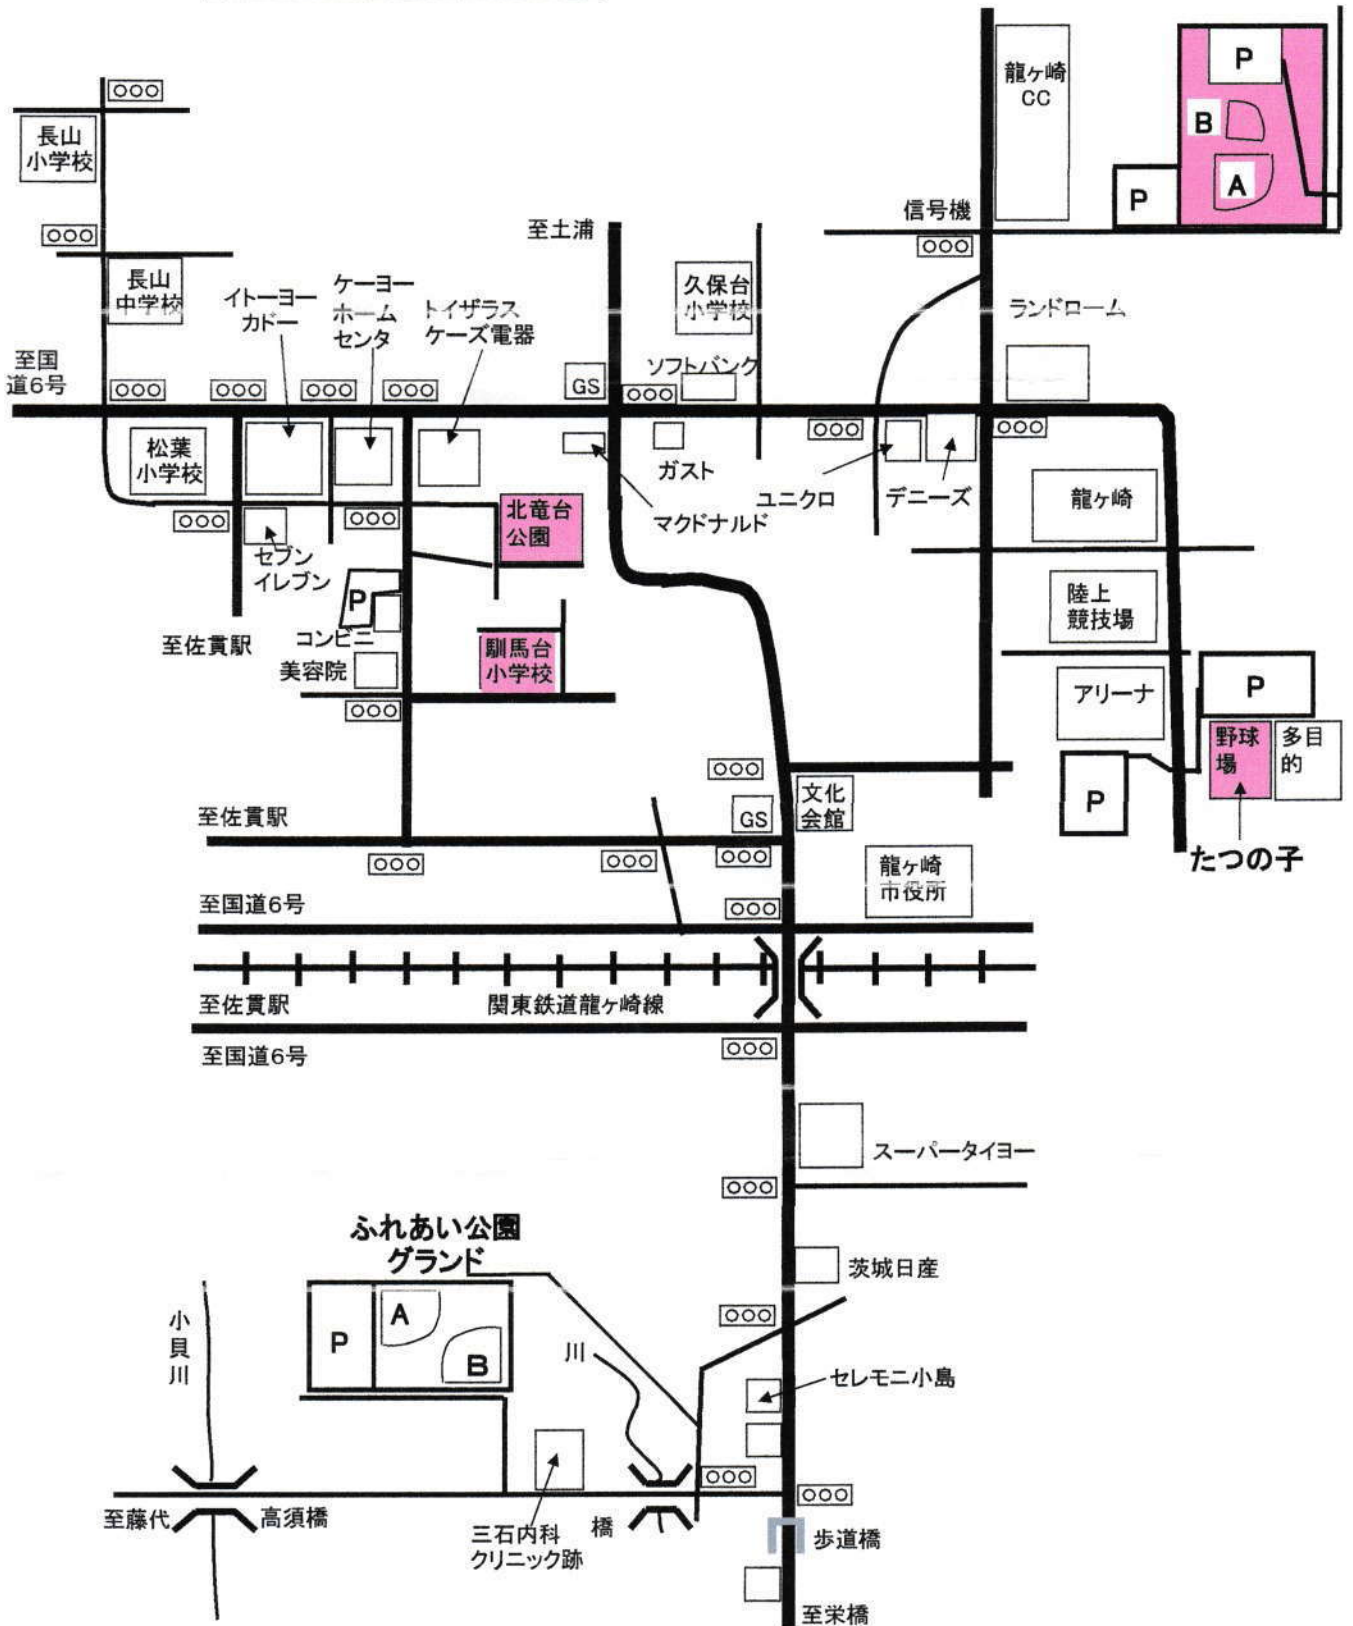 龍ヶ崎
CC
P
B
A
P
信号機
長山
小学校
至土浦
長山
中学校
イトーヨー
カドー
ケーヨー
ホーム
センタ
トイザラス
ケーズ電器
久保台
小学校
ランドローム
至国
道6号
GS
ソフトバンク
松葉
小学校
ガスト
マクドナルド
ユニクロ
デニーズ
龍ヶ崎
北竜台
公園
セブン
イレブン
P
コンビニ
至佐貫駅
美容院
馴馬台
小学校
陸上
競技場
アリーナ
P
野球
場
多目
的
P
たつの子
至佐貫駅
GS
文化
会館
龍ヶ崎
市役所
至国道6号
至佐貫駅
関東鉄道龍ヶ崎線
至国道6号
スーパータイヨー
ふれあい公園
グランド
茨城日産
小貝川
P
A
B
川
セレモニ小島
至藤代
高須橋
三石内科
クリニック跡
橋
歩道橋
至栄橋